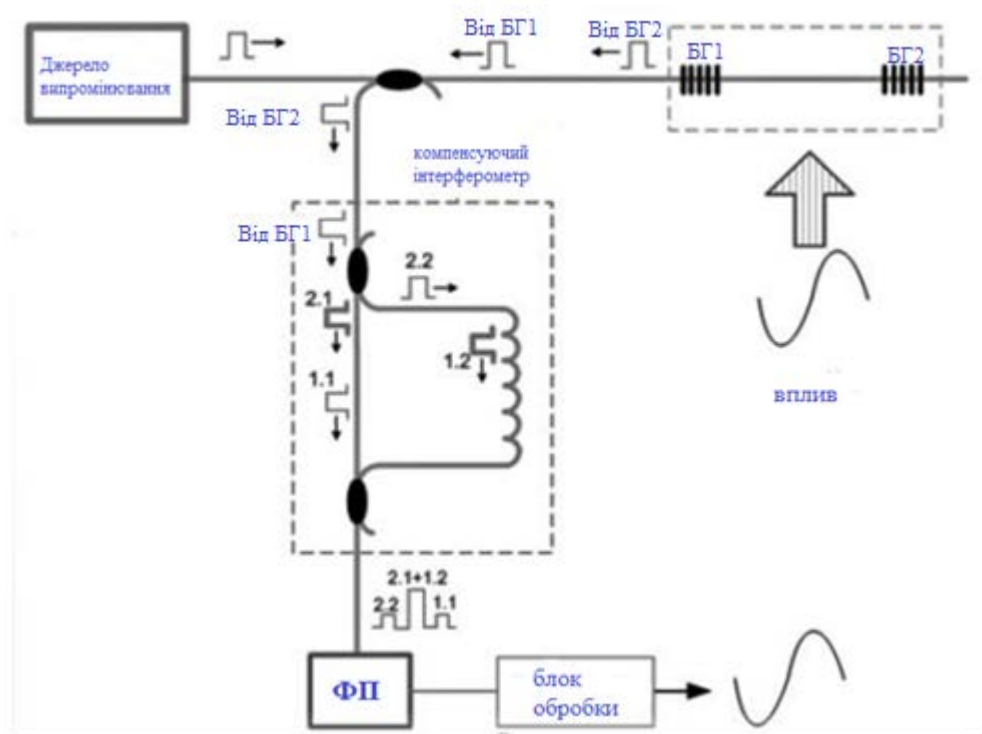 Від БГ1
Від БГ2
БГ1
БГ2
Джерело
випромінювання
Від БГ2
компенсуючий
інтерферометр
Від БГ1
2.2
2.1
1.2
1.1
вплив
2.1+1.2
2.2
1.1
ФП
блок
обробки